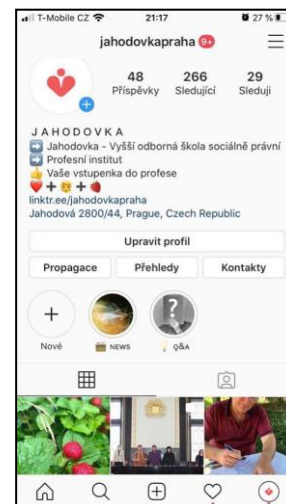 T-Mobile CZ 21:17 27 %
jahodovkapraha 9+
48 266 29
Příspěvky Sledující Sleduji
J A H O D O V K A
Jahodovka - Vyšší odborná škola sociálně právní
Profesní institut
Vaše vstupenka do profese
linktr.ee/jahodovkapraha
Jahodová 2800/44, Prague, Czech Republic
Upravit profil
Propagace Přehledy Kontakty
?
Nové NEWS Q&A